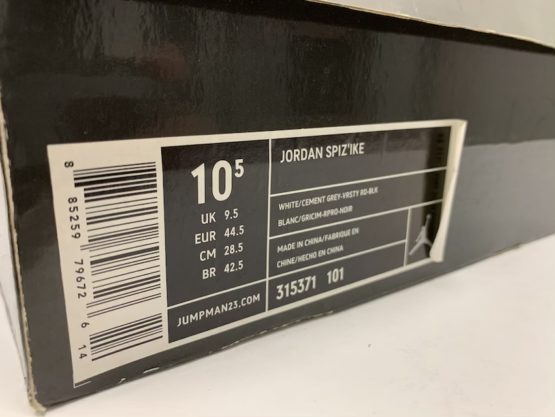 8 85259 79672 6 14
10⁵
UK 9.5
EUR 44.5
CM 28.5
BR 42.5
JUMPMAN23.COM
JORDAN SPIZ'IKE
WHITE/CEMENT GREY-VRSTY RD-BLK
BLANC/GRICIM-RPRO-NOIR
MADE IN CHINA/FABRIQUE EN
CHINE/HECHO EN CHINA
315371 101